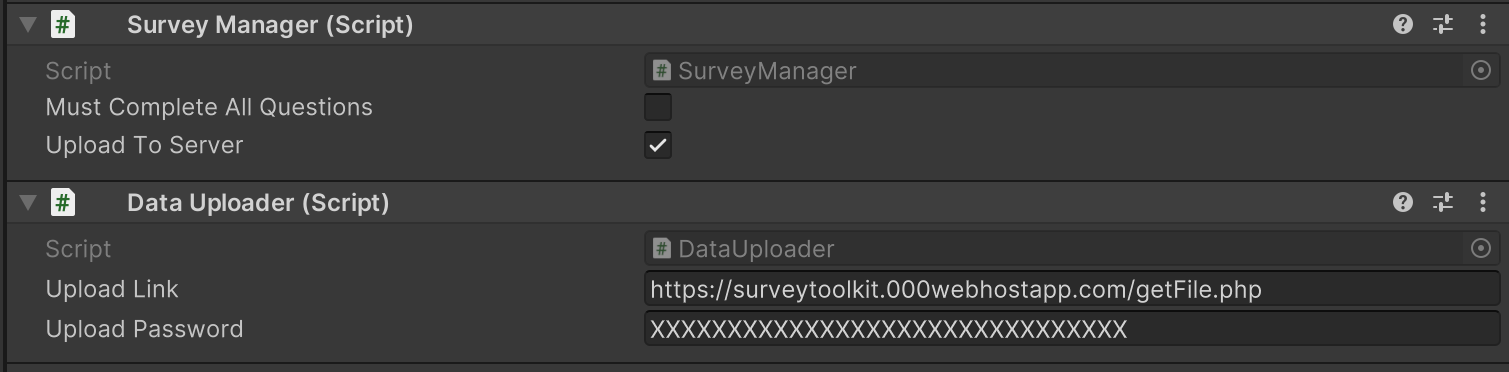 Survey Manager (Script)
Script
SurveyManager
Must Complete All Questions
Upload To Server
Data Uploader (Script)
Script
DataUploader
Upload Link
https://surveytoolkit.000webhostapp.com/getFile.php
Upload Password
XXXXXXXXXXXXXXXXXXXXXXXXXXXXXXX